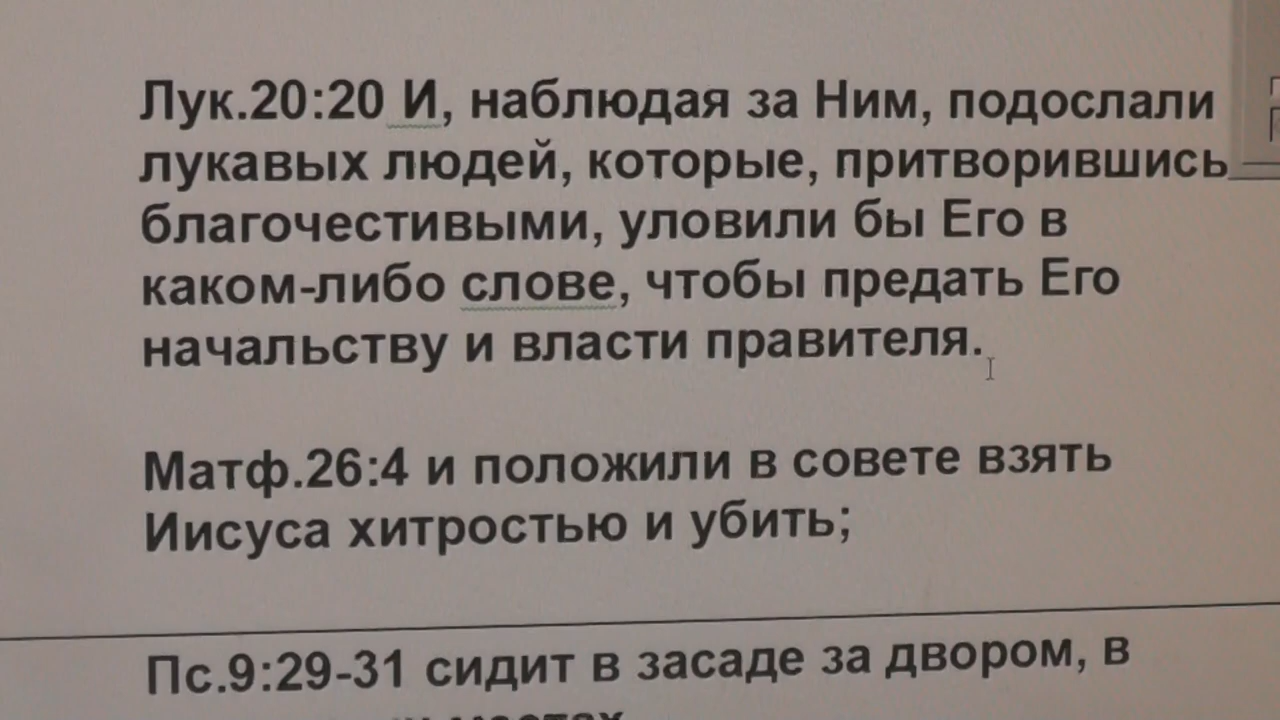 Лук.20:20 И, наблюдая за Ним, подослали
лукавых людей, которые, притворившись
благочестивыми, уловили бы Его в
каком-либо слове, чтобы предать Его
начальству и власти правителя.
Матф.26:4 и положили в совете взять
Иисуса хитростью и убить;
Пс.9:29-31 сидит в засаде за двором, в